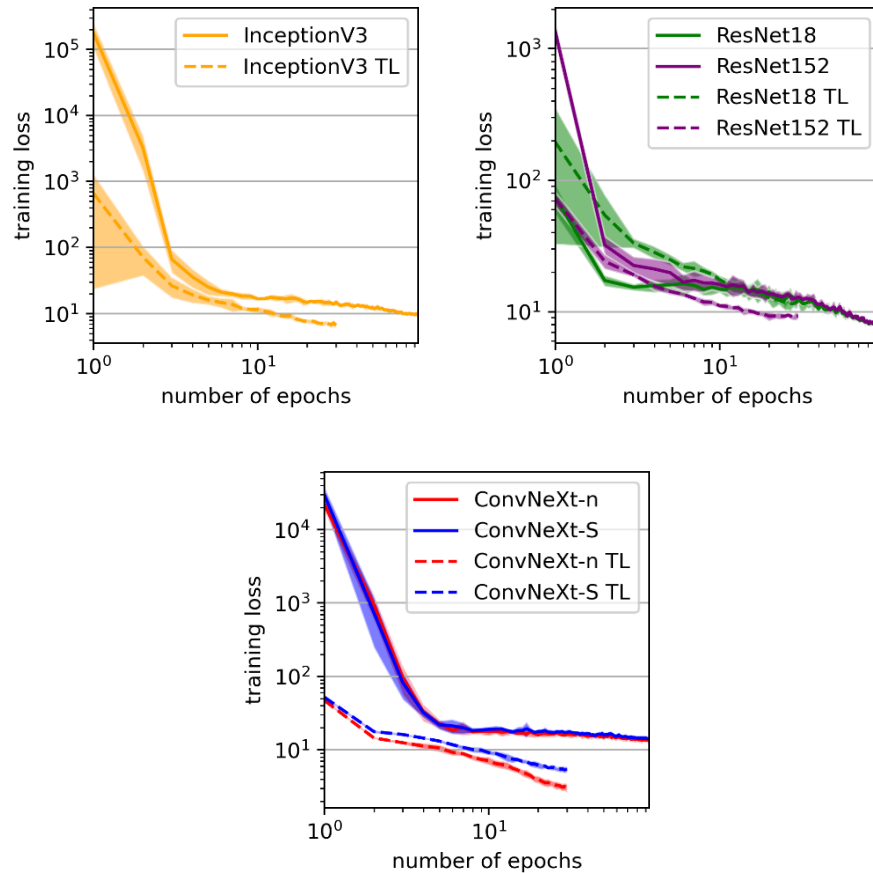 InceptionV3
InceptionV3 TL
training loss
10^5
10^4
10^3
10^2
10^1
10^0
10^1
number of epochs
ResNet18
ResNet152
ResNet18 TL
ResNet152 TL
training loss
10^3
10^2
10^1
10^0
10^1
number of epochs
ConvNeXt-n
ConvNeXt-S
ConvNeXt-n TL
ConvNeXt-S TL
training loss
10^4
10^3
10^2
10^1
10^0
10^1
number of epochs